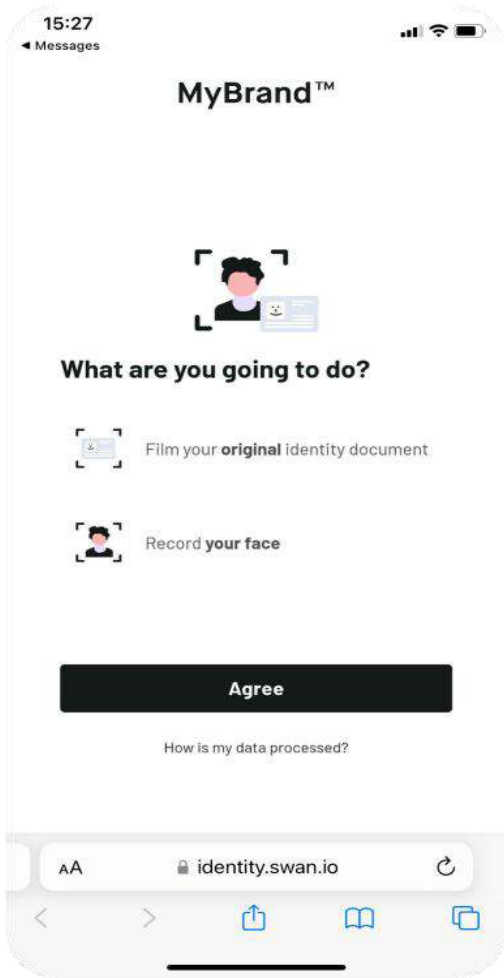 15:27
◀ Messages
MyBrand™
What are you going to do?
Film your original identity document
Record your face
Agree
How is my data processed?
AA
identity.swan.io